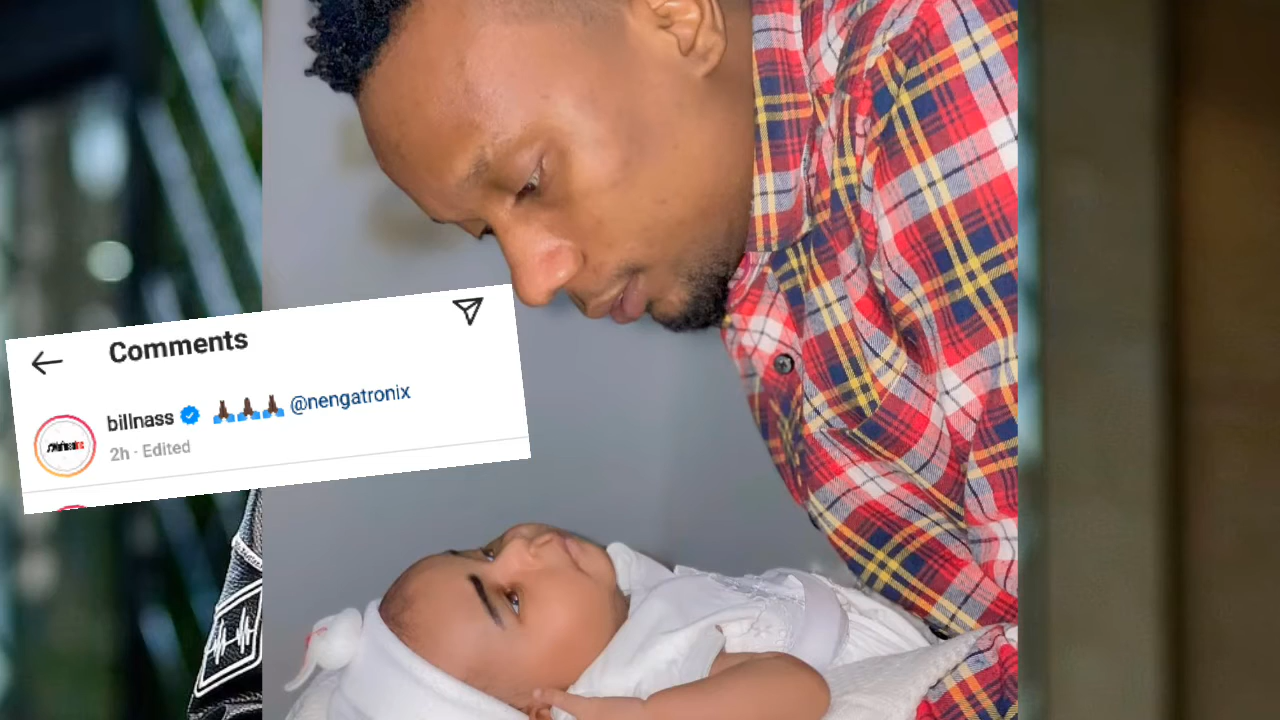 Comments
billnass 🙏🏿🙏🏿🙏🏿 @nengatronix
2h · Edited